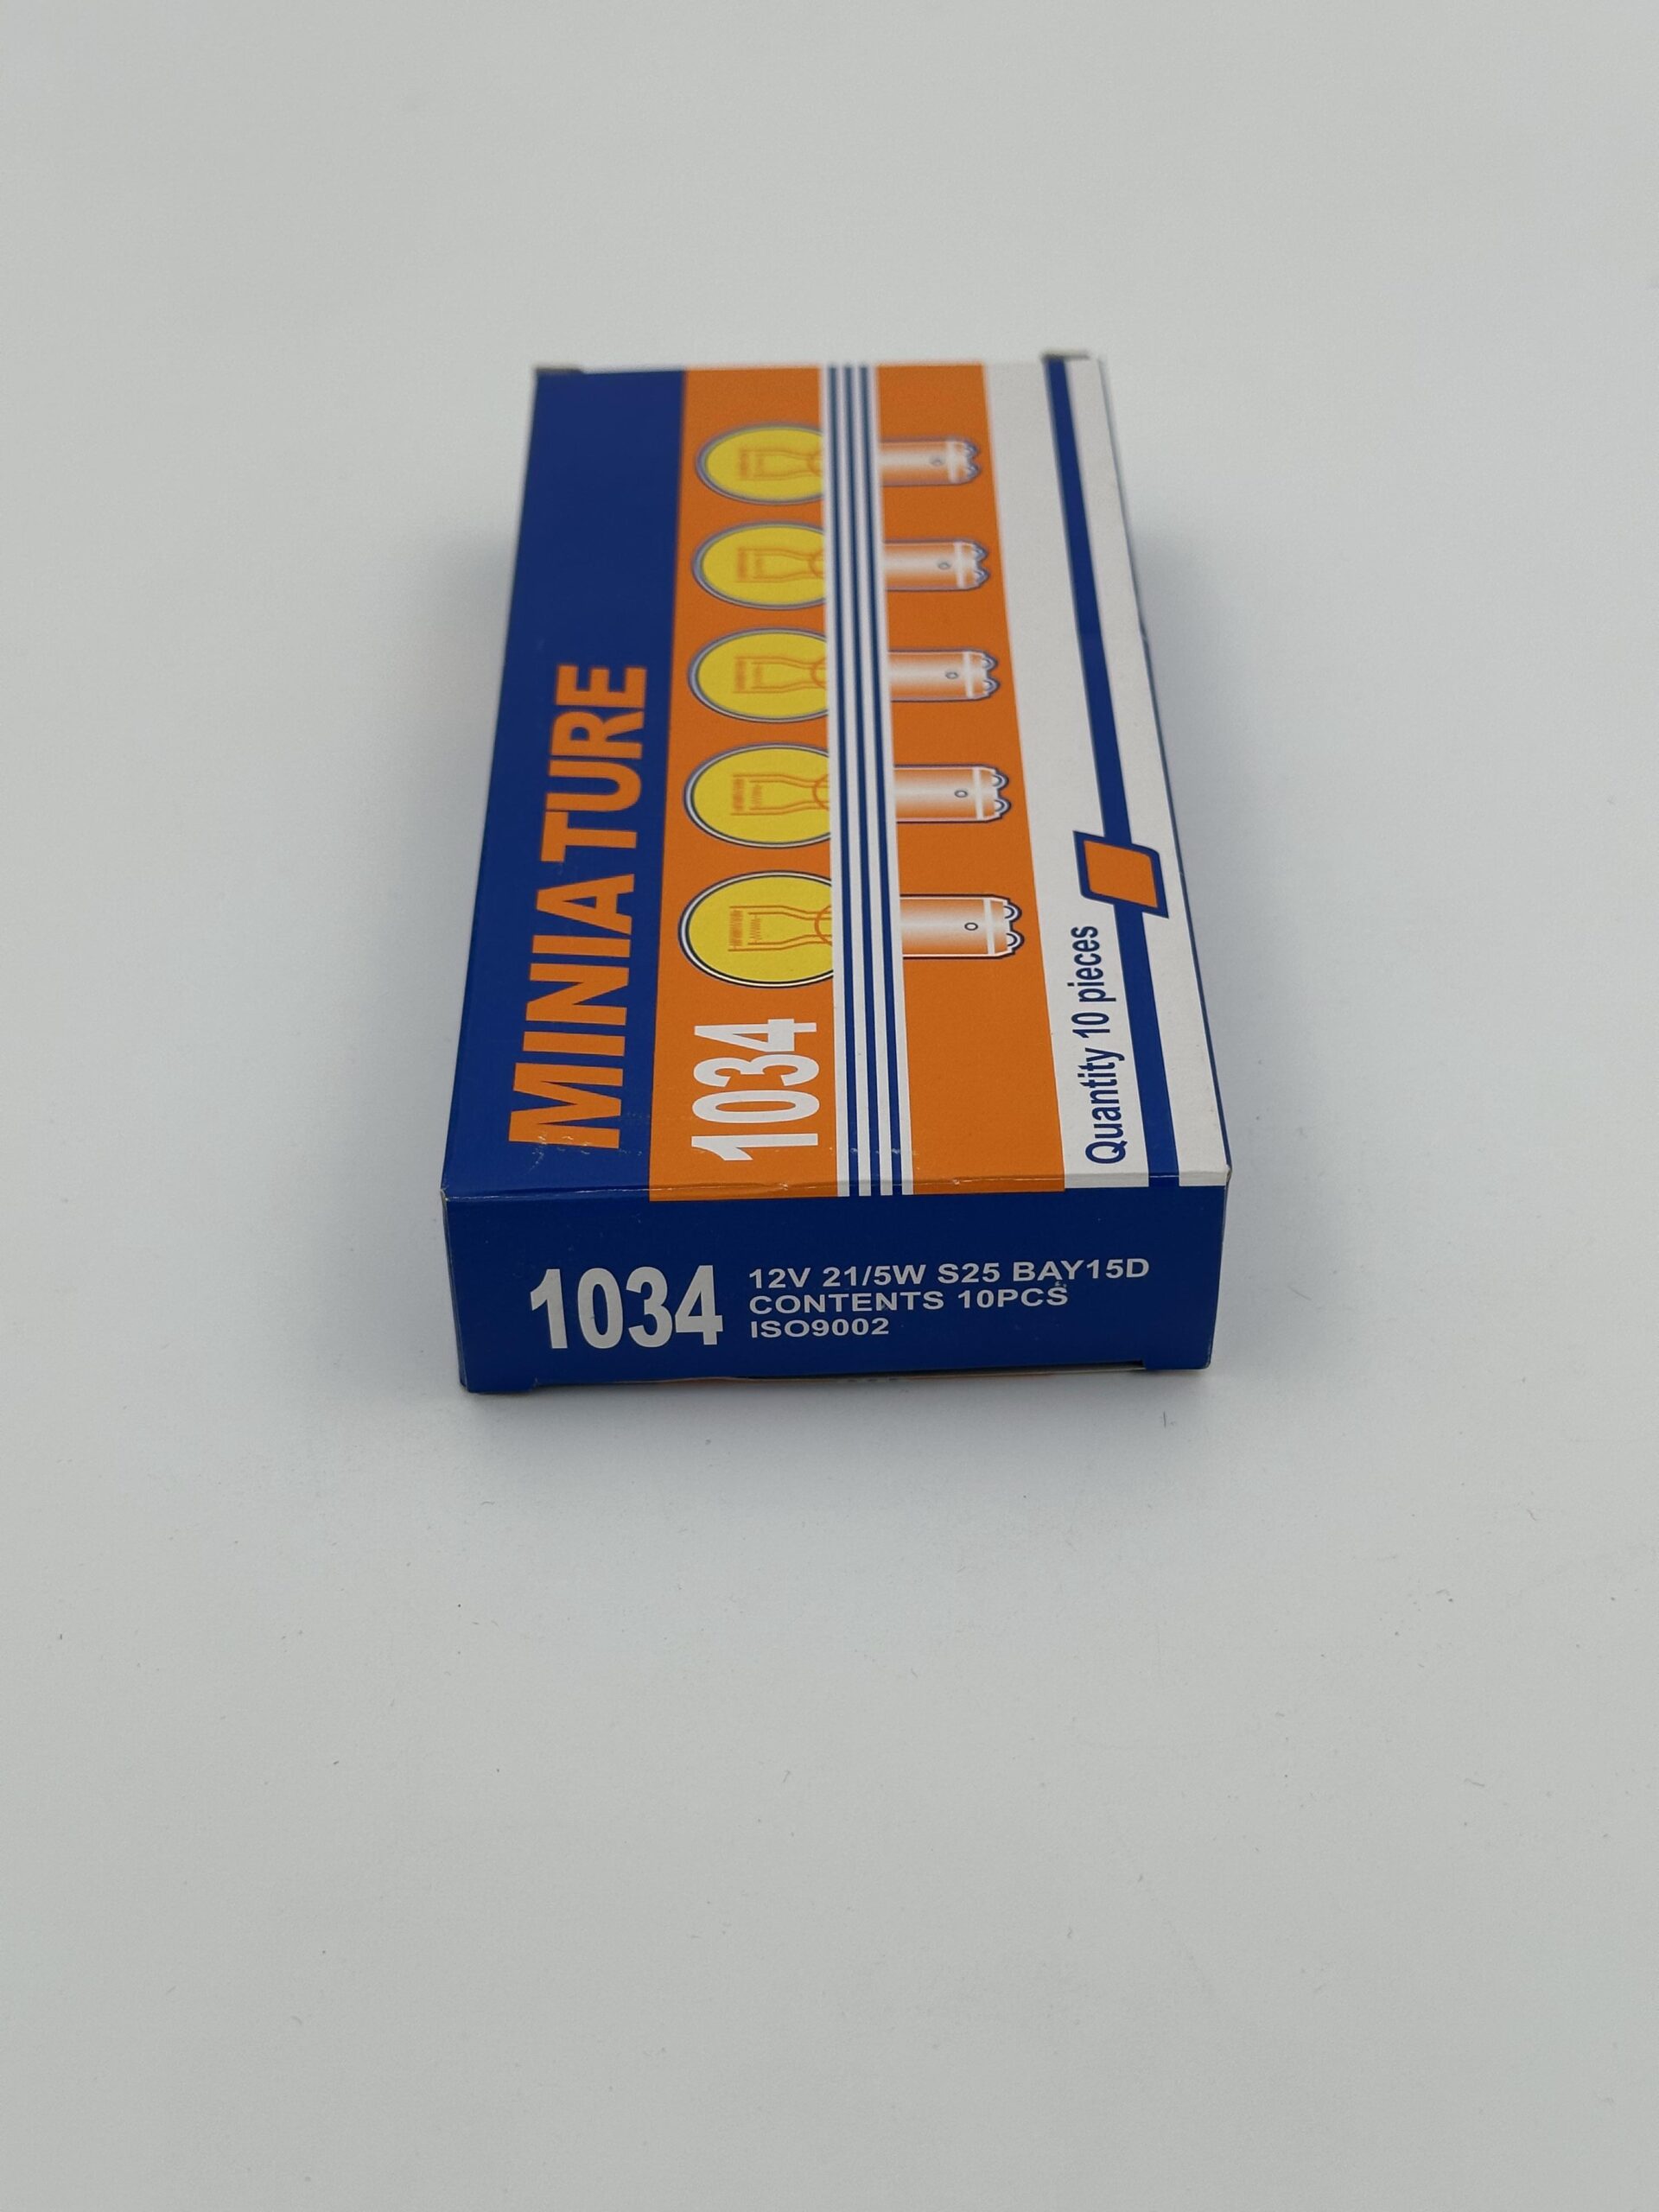 MINIATURE
1034
Quantity 10 pieces
1034
12V 21/5W S25 BAY15D
CONTENTS 10PCS
ISO9002